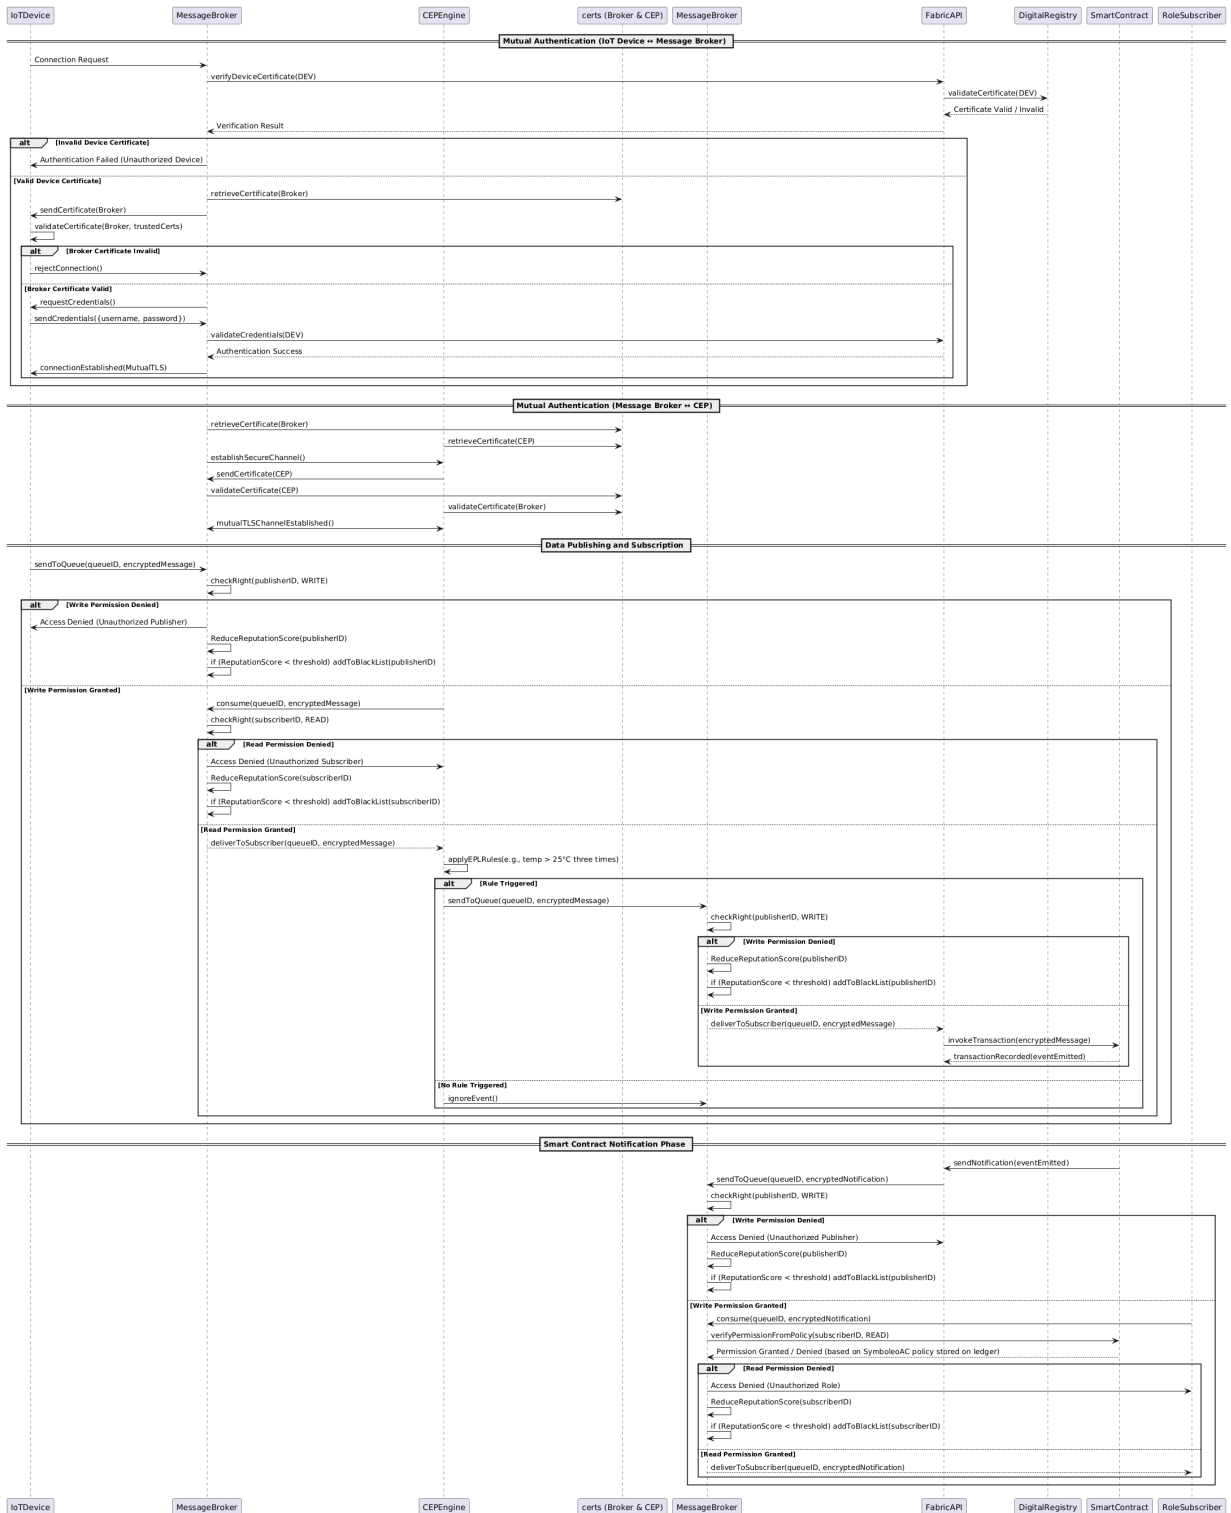 IoTDevice
MessageBroker
CEPEngine
certs (Broker & CEP)
MessageBroker
FabricAPI
DigitalRegistry
SmartContract
RoleSubscriber
Mutual Authentication (IoT Device ↔ Message Broker)
Connection Request
verifyDeviceCertificate(DEV)
validateCertificate(DEV)
Certificate Valid / Invalid
Verification Result
alt [Invalid Device Certificate]
Authentication Failed (Unauthorized Device)
[Valid Device Certificate]
retrieveCertificate(Broker)
sendCertificate(Broker)
validateCertificate(Broker, trustedCerts)
alt [Broker Certificate Invalid]
rejectConnection()
[Broker Certificate Valid]
requestCredentials()
sendCredentials({username, password})
validateCredentials(DEV)
Authentication Success
connectionEstablished(MutualTLS)
Mutual Authentication (Message Broker ↔ CEP)
retrieveCertificate(Broker)
retrieveCertificate(CEP)
establishSecureChannel()
sendCertificate(CEP)
validateCertificate(CEP)
validateCertificate(Broker)
mutualTLSChannelEstablished()
Data Publishing and Subscription
sendToQueue(queueID, encryptedMessage)
checkRight(publisherID, WRITE)
alt [Write Permission Denied]
Access Denied (Unauthorized Publisher)
ReduceReputationScore(publisherID)
if (ReputationScore < threshold) addToBlackList(publisherID)
[Write Permission Granted]
consume(queueID, encryptedMessage)
checkRight(subscriberID, READ)
alt [Read Permission Denied]
Access Denied (Unauthorized Subscriber)
ReduceReputationScore(subscriberID)
if (ReputationScore < threshold) addToBlackList(subscriberID)
[Read Permission Granted]
deliverToSubscriber(queueID, encryptedMessage)
applyEPLRules(e.g., temp > 25°C three times)
alt [Rule Triggered]
sendToQueue(queueID, encryptedMessage)
checkRight(publisherID, WRITE)
alt [Write Permission Denied]
ReduceReputationScore(publisherID)
if (ReputationScore < threshold) addToBlackList(publisherID)
[Write Permission Granted]
deliverToSubscriber(queueID, encryptedMessage)
invokeTransaction(encryptedMessage)
transactionRecorded(eventEmitted)
[No Rule Triggered]
ignoreEvent()
Smart Contract Notification Phase
sendNotification(eventEmitted)
sendToQueue(queueID, encryptedNotification)
checkRight(publisherID, WRITE)
alt [Write Permission Denied]
Access Denied (Unauthorized Publisher)
ReduceReputationScore(publisherID)
if (ReputationScore < threshold) addToBlackList(publisherID)
[Write Permission Granted]
consume(queueID, encryptedNotification)
verifyPermissionFromPolicy(subscriberID, READ)
Permission Granted / Denied (based on SymboleoAC policy stored on ledger)
alt [Read Permission Denied]
Access Denied (Unauthorized Role)
ReduceReputationScore(subscriberID)
if (ReputationScore < threshold) addToBlackList(subscriberID)
[Read Permission Granted]
deliverToSubscriber(queueID, encryptedNotification)
IoTDevice
MessageBroker
CEPEngine
certs (Broker & CEP)
MessageBroker
FabricAPI
DigitalRegistry
SmartContract
RoleSubscriber